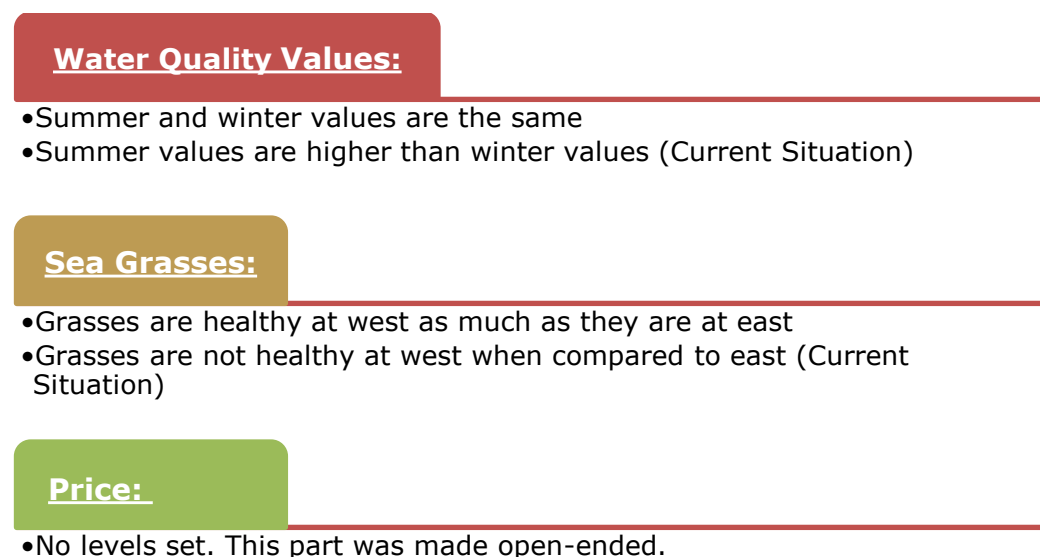 Water Quality Values:
•Summer and winter values are the same
•Summer values are higher than winter values (Current Situation)
Sea Grasses:
•Grasses are healthy at west as much as they are at east
•Grasses are not healthy at west when compared to east (Current
Situation)
Price:
•No levels set. This part was made open-ended.